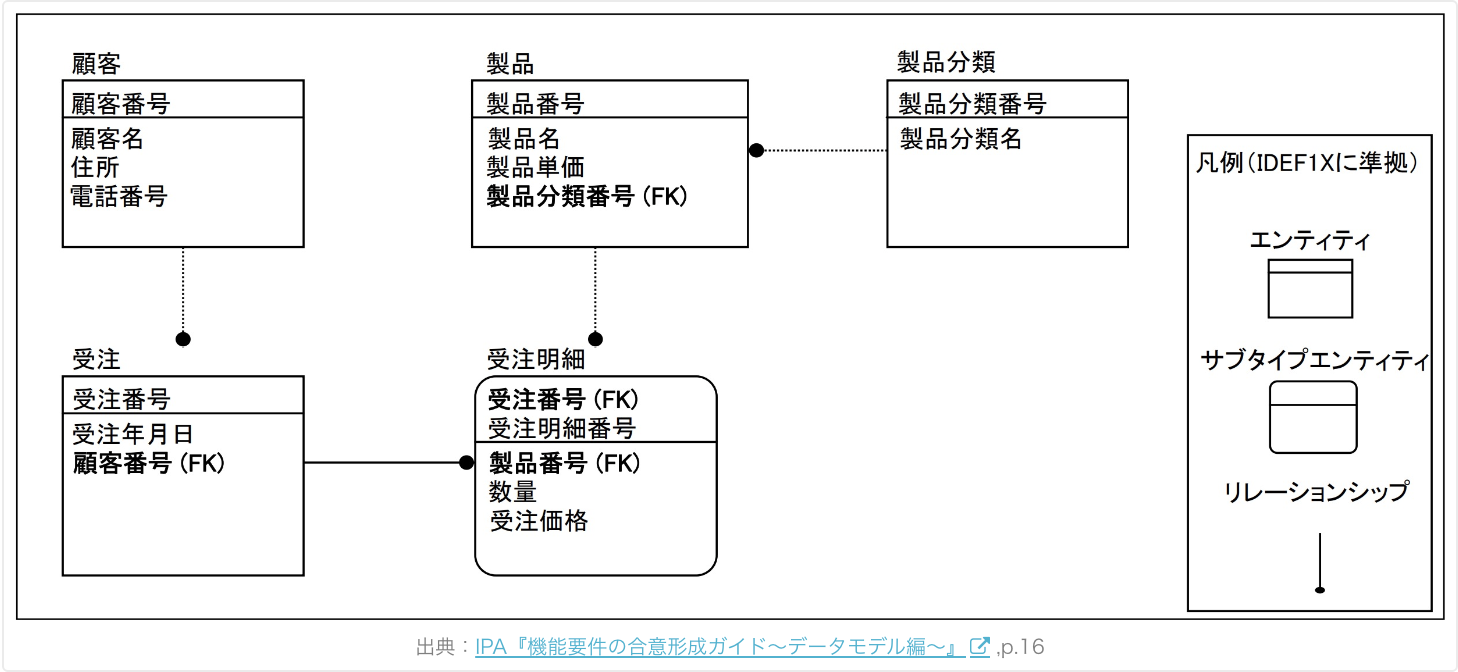 顧客
顧客番号
顧客名
住所
電話番号
製品
製品番号
製品名
製品単価
製品分類番号 (FK)
製品分類
製品分類番号
製品分類名
受注
受注番号
受注年月日
顧客番号 (FK)
受注明細
受注番号 (FK)
受注明細番号
製品番号 (FK)
数量
受注価格
凡例(IDEF1Xに準拠)
エンティティ
サブタイプエンティティ
リレーションシップ
出典：IPA『機能要件の合意形成ガイド～データモデル編～』 ,p.16